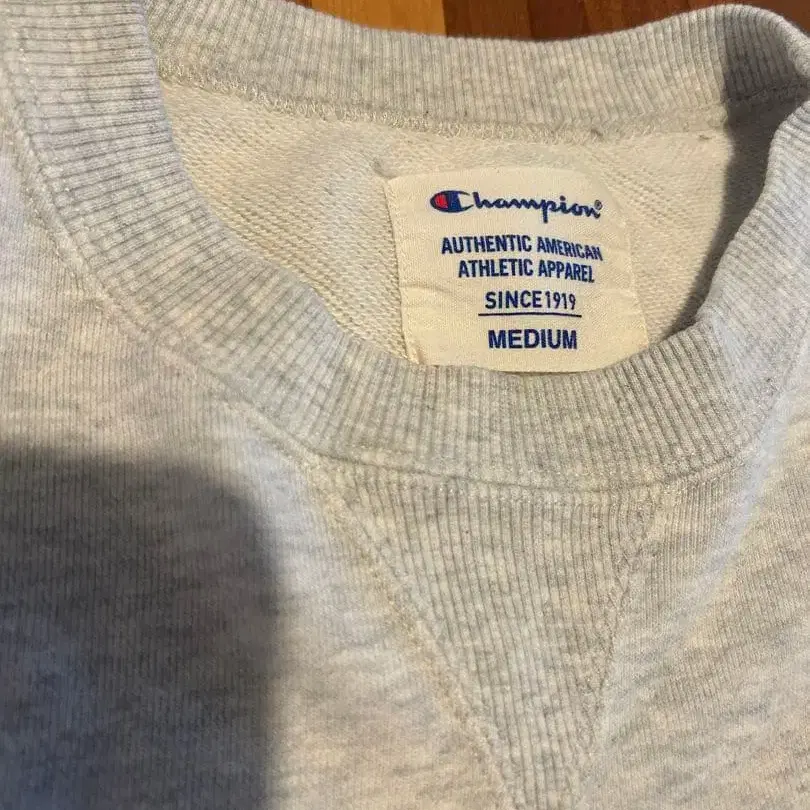 Champion®
AUTHENTIC AMERICAN
ATHLETIC APPAREL
SINCE 1919
MEDIUM